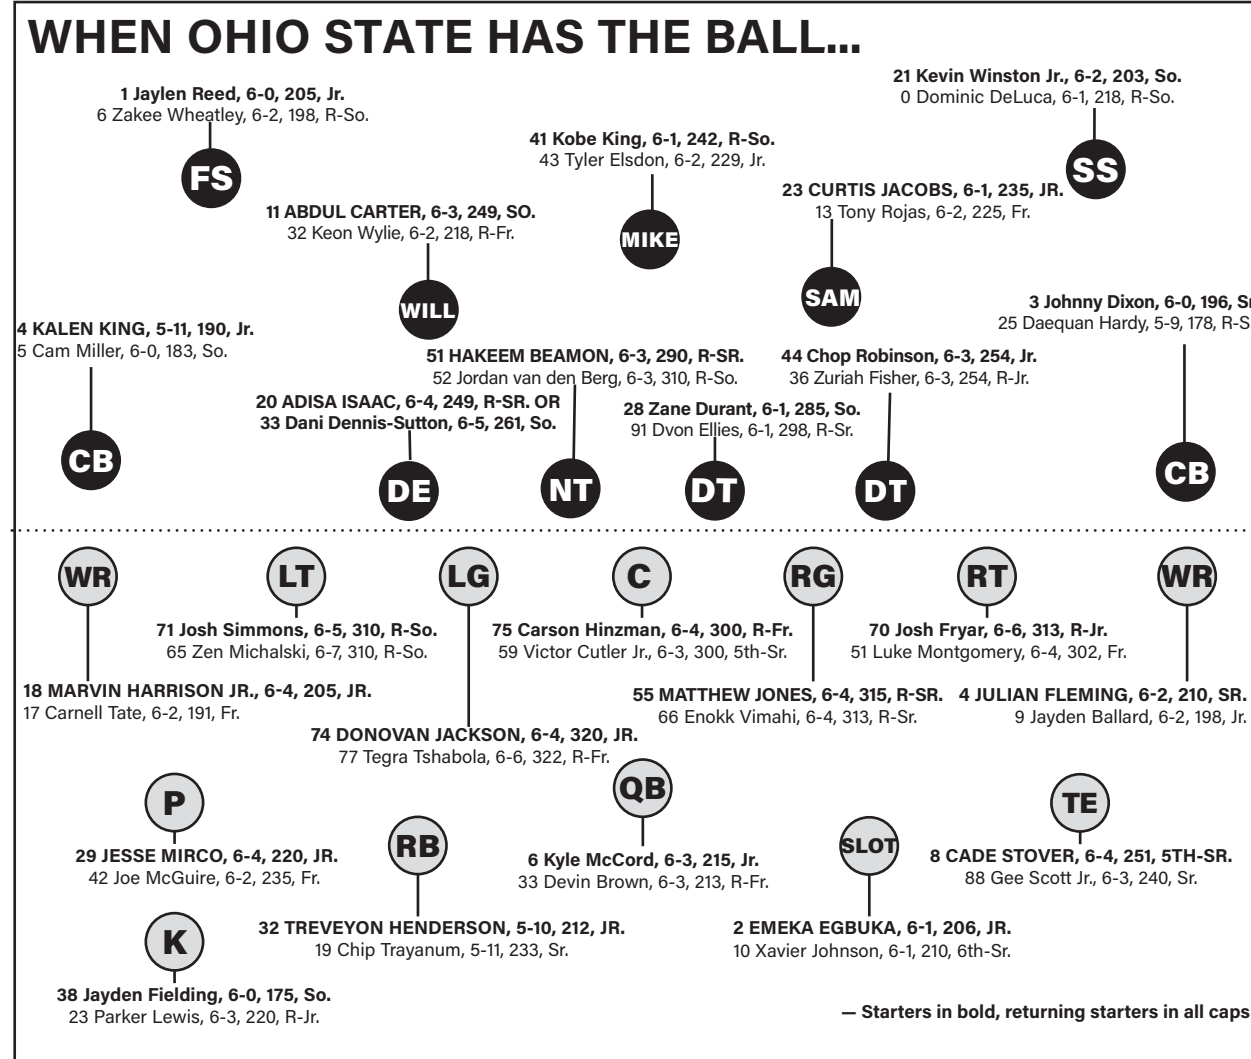 WHEN OHIO STATE HAS THE BALL...
21 Kevin Winston Jr., 6-2, 203, So.
0 Dominic DeLuca, 6-1, 218, R-So.
SS
1 Jaylen Reed, 6-0, 205, Jr.
6 Zakee Wheatley, 6-2, 198, R-So.
FS
41 Kobe King, 6-1, 242, R-So.
43 Tyler Elsdon, 6-2, 229, Jr.
MIKE
23 CURTIS JACOBS, 6-1, 235, JR.
13 Tony Rojas, 6-2, 225, Fr.
SAM
11 ABDUL CARTER, 6-3, 249, SO.
32 Keon Wylie, 6-2, 218, R-Fr.
WILL
3 Johnny Dixon, 6-0, 196,
25 Daequan Hardy, 5-9, 178,
CB
4 KALEN KING, 5-11, 190, Jr.
5 Cam Miller, 6-0, 183, So.
CB
51 HAKEEM BEAMON, 6-3, 290, R-SR.
52 Jordan van den Berg, 6-3, 310, R-So.
NT
44 Chop Robinson, 6-3, 254, Jr.
36 Zuriah Fisher, 6-3, 254, R-Jr.
DT
20 ADISA ISAAC, 6-4, 249, R-SR. OR
33 Dani Dennis-Sutton, 6-5, 261, So.
DE
28 Zane Durant, 6-1, 285, So.
91 Dvon Ellies, 6-1, 298, R-Sr.
DT
WR
18 MARVIN HARRISON JR., 6-4, 205, JR.
17 Carnell Tate, 6-2, 191, Fr.
LT
71 Josh Simmons, 6-5, 310, R-So.
65 Zen Michalski, 6-7, 310, R-So.
LG
74 DONOVAN JACKSON, 6-4, 320, JR.
77 Tegra Tshabola, 6-6, 322, R-Fr.
C
75 Carson Hinzman, 6-4, 300, R-Fr.
59 Victor Cutler Jr., 6-3, 300, 5th-Sr.
RG
55 MATTHEW JONES, 6-4, 315, R-SR.
66 Enokk Vimahi, 6-4, 313, R-Sr.
RT
70 Josh Fryar, 6-6, 313, R-Jr.
51 Luke Montgomery, 6-4, 302, Fr.
WR
4 JULIAN FLEMING, 6-2, 210, SR.
9 Jayden Ballard, 6-2, 198, Jr.
P
29 JESSE MIRCO, 6-4, 220, JR.
42 Joe McGuire, 6-2, 235, Fr.
RB
32 TREVEYON HENDERSON, 5-10, 212, JR.
19 Chip Trayanum, 5-11, 233, Sr.
QB
6 Kyle McCord, 6-3, 215, Jr.
33 Devin Brown, 6-3, 213, R-Fr.
SLOT
2 EMEKA EGBUKA, 6-1, 206, JR.
10 Xavier Johnson, 6-1, 210, 6th-Sr.
TE
8 CADE STOVER, 6-4, 251, 5TH-SR.
88 Gee Scott Jr., 6-3, 240, Sr.
K
38 Jayden Fielding, 6-0, 175, So.
23 Parker Lewis, 6-3, 220, R-Jr.
— Starters in bold, returning starters in all caps